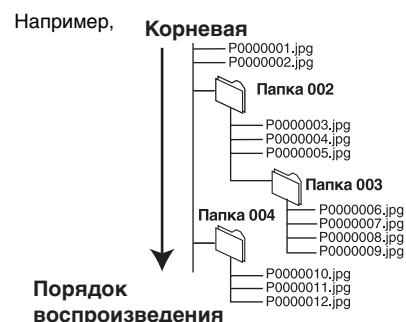 Например,
Корневая
P0000001.jpg
P0000002.jpg
Папка 002
P0000003.jpg
P0000004.jpg
P0000005.jpg
Папка 003
P0000006.jpg
P0000007.jpg
P0000008.jpg
P0000009.jpg
Папка 004
P0000010.jpg
P0000011.jpg
P0000012.jpg
Порядок
воспроизведения